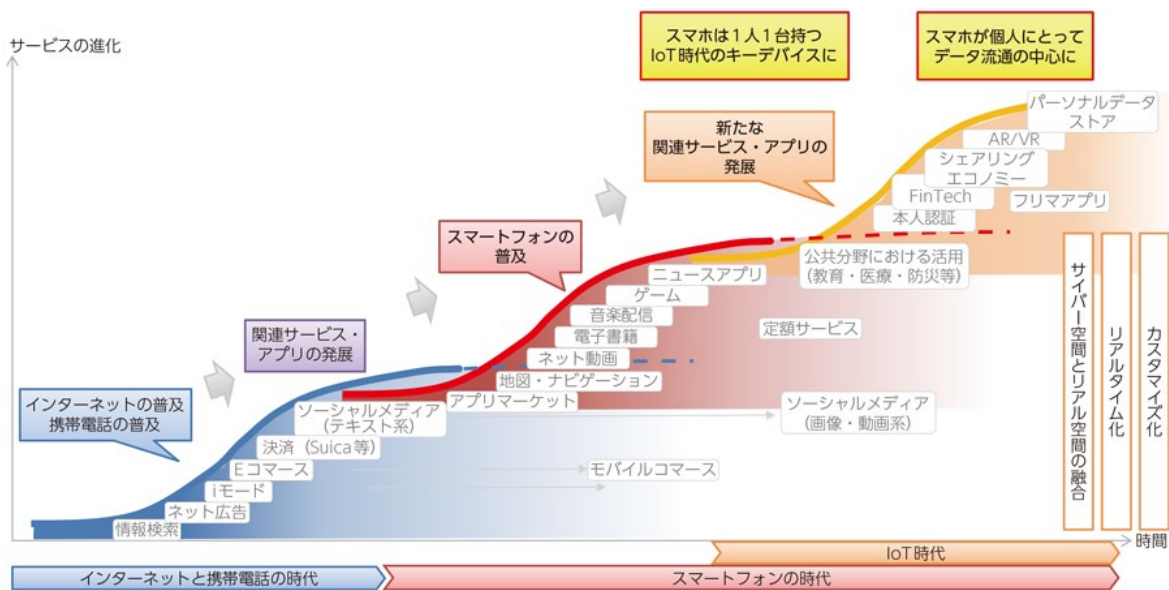 サービスの進化
スマホは1人1台持つ
IoT時代のキーデバイスに
スマホが個人にとって
データ流通の中心に
新たな
関連サービス・アプリの
発展
パーソナルデータ
ストア
AR/VR
シェアリング
エコノミー
FinTech
フリマアプリ
本人認証
スマートフォンの
普及
公共分野における活用
(教育・医療・防災等)
ニュースアプリ
ゲーム
音楽配信
電子書籍
定額サービス
ネット動画
地図・ナビゲーション
アプリマーケット
関連サービス・
アプリの発展
インターネットの普及
携帯電話の普及
ソーシャルメディア
(テキスト系)
ソーシャルメディア
(画像・動画系)
決済(Suica等)
Eコマース
モバイルコマース
iモード
ネット広告
情報検索
サイバー空間とリアル空間の融合
リアルタイム化
カスタマイズ化
時間
IoT時代
インターネットと携帯電話の時代
スマートフォンの時代